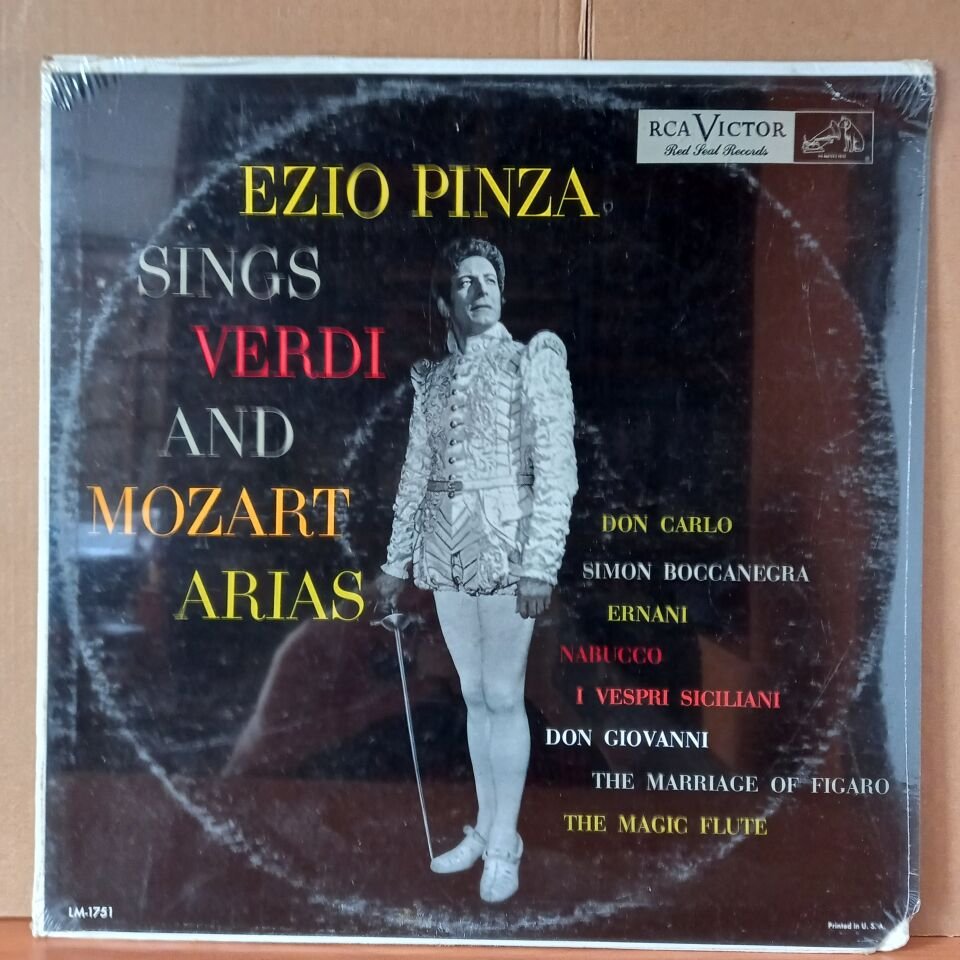 RCA VICTOR
Red Seal Records
EZIO PINZA
SINGS
VERDI
AND
MOZART
ARIAS
DON CARLO
SIMON BOCCANEGRA
ERNANI
NABUCCO
I VESPRI SICILIANI
DON GIOVANNI
THE MARRIAGE OF FIGARO
THE MAGIC FLUTE
LM-1751
Printed in U. S. A.